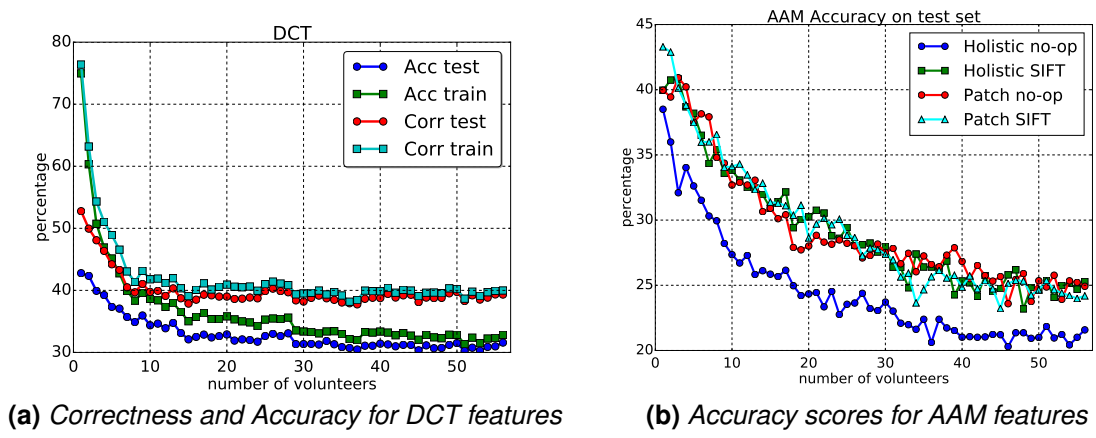 DCT
80
70
60
50
40
30
0
10
20
30
40
50
percentage
number of volunteers
Acc test
Acc train
Corr test
Corr train
(a) Correctness and Accuracy for DCT features
AAM Accuracy on test set
45
40
35
30
25
20
0
10
20
30
40
50
percentage
number of volunteers
Holistic no-op
Holistic SIFT
Patch no-op
Patch SIFT
(b) Accuracy scores for AAM features